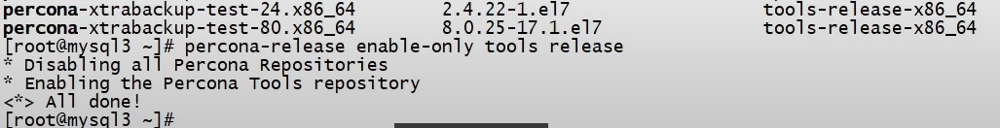 percona-xtrabackup-test-24.x86_64 2.4.22-1.el7 tools-release-x86_64
percona-xtrabackup-test-80.x86_64 8.0.25-17.1.el7 tools-release-x86_64
[root@mysql3 ~]# percona-release enable-only tools release
* Disabling all Percona Repositories
* Enabling the Percona Tools repository
<*> All done!
[root@mysql3 ~]#